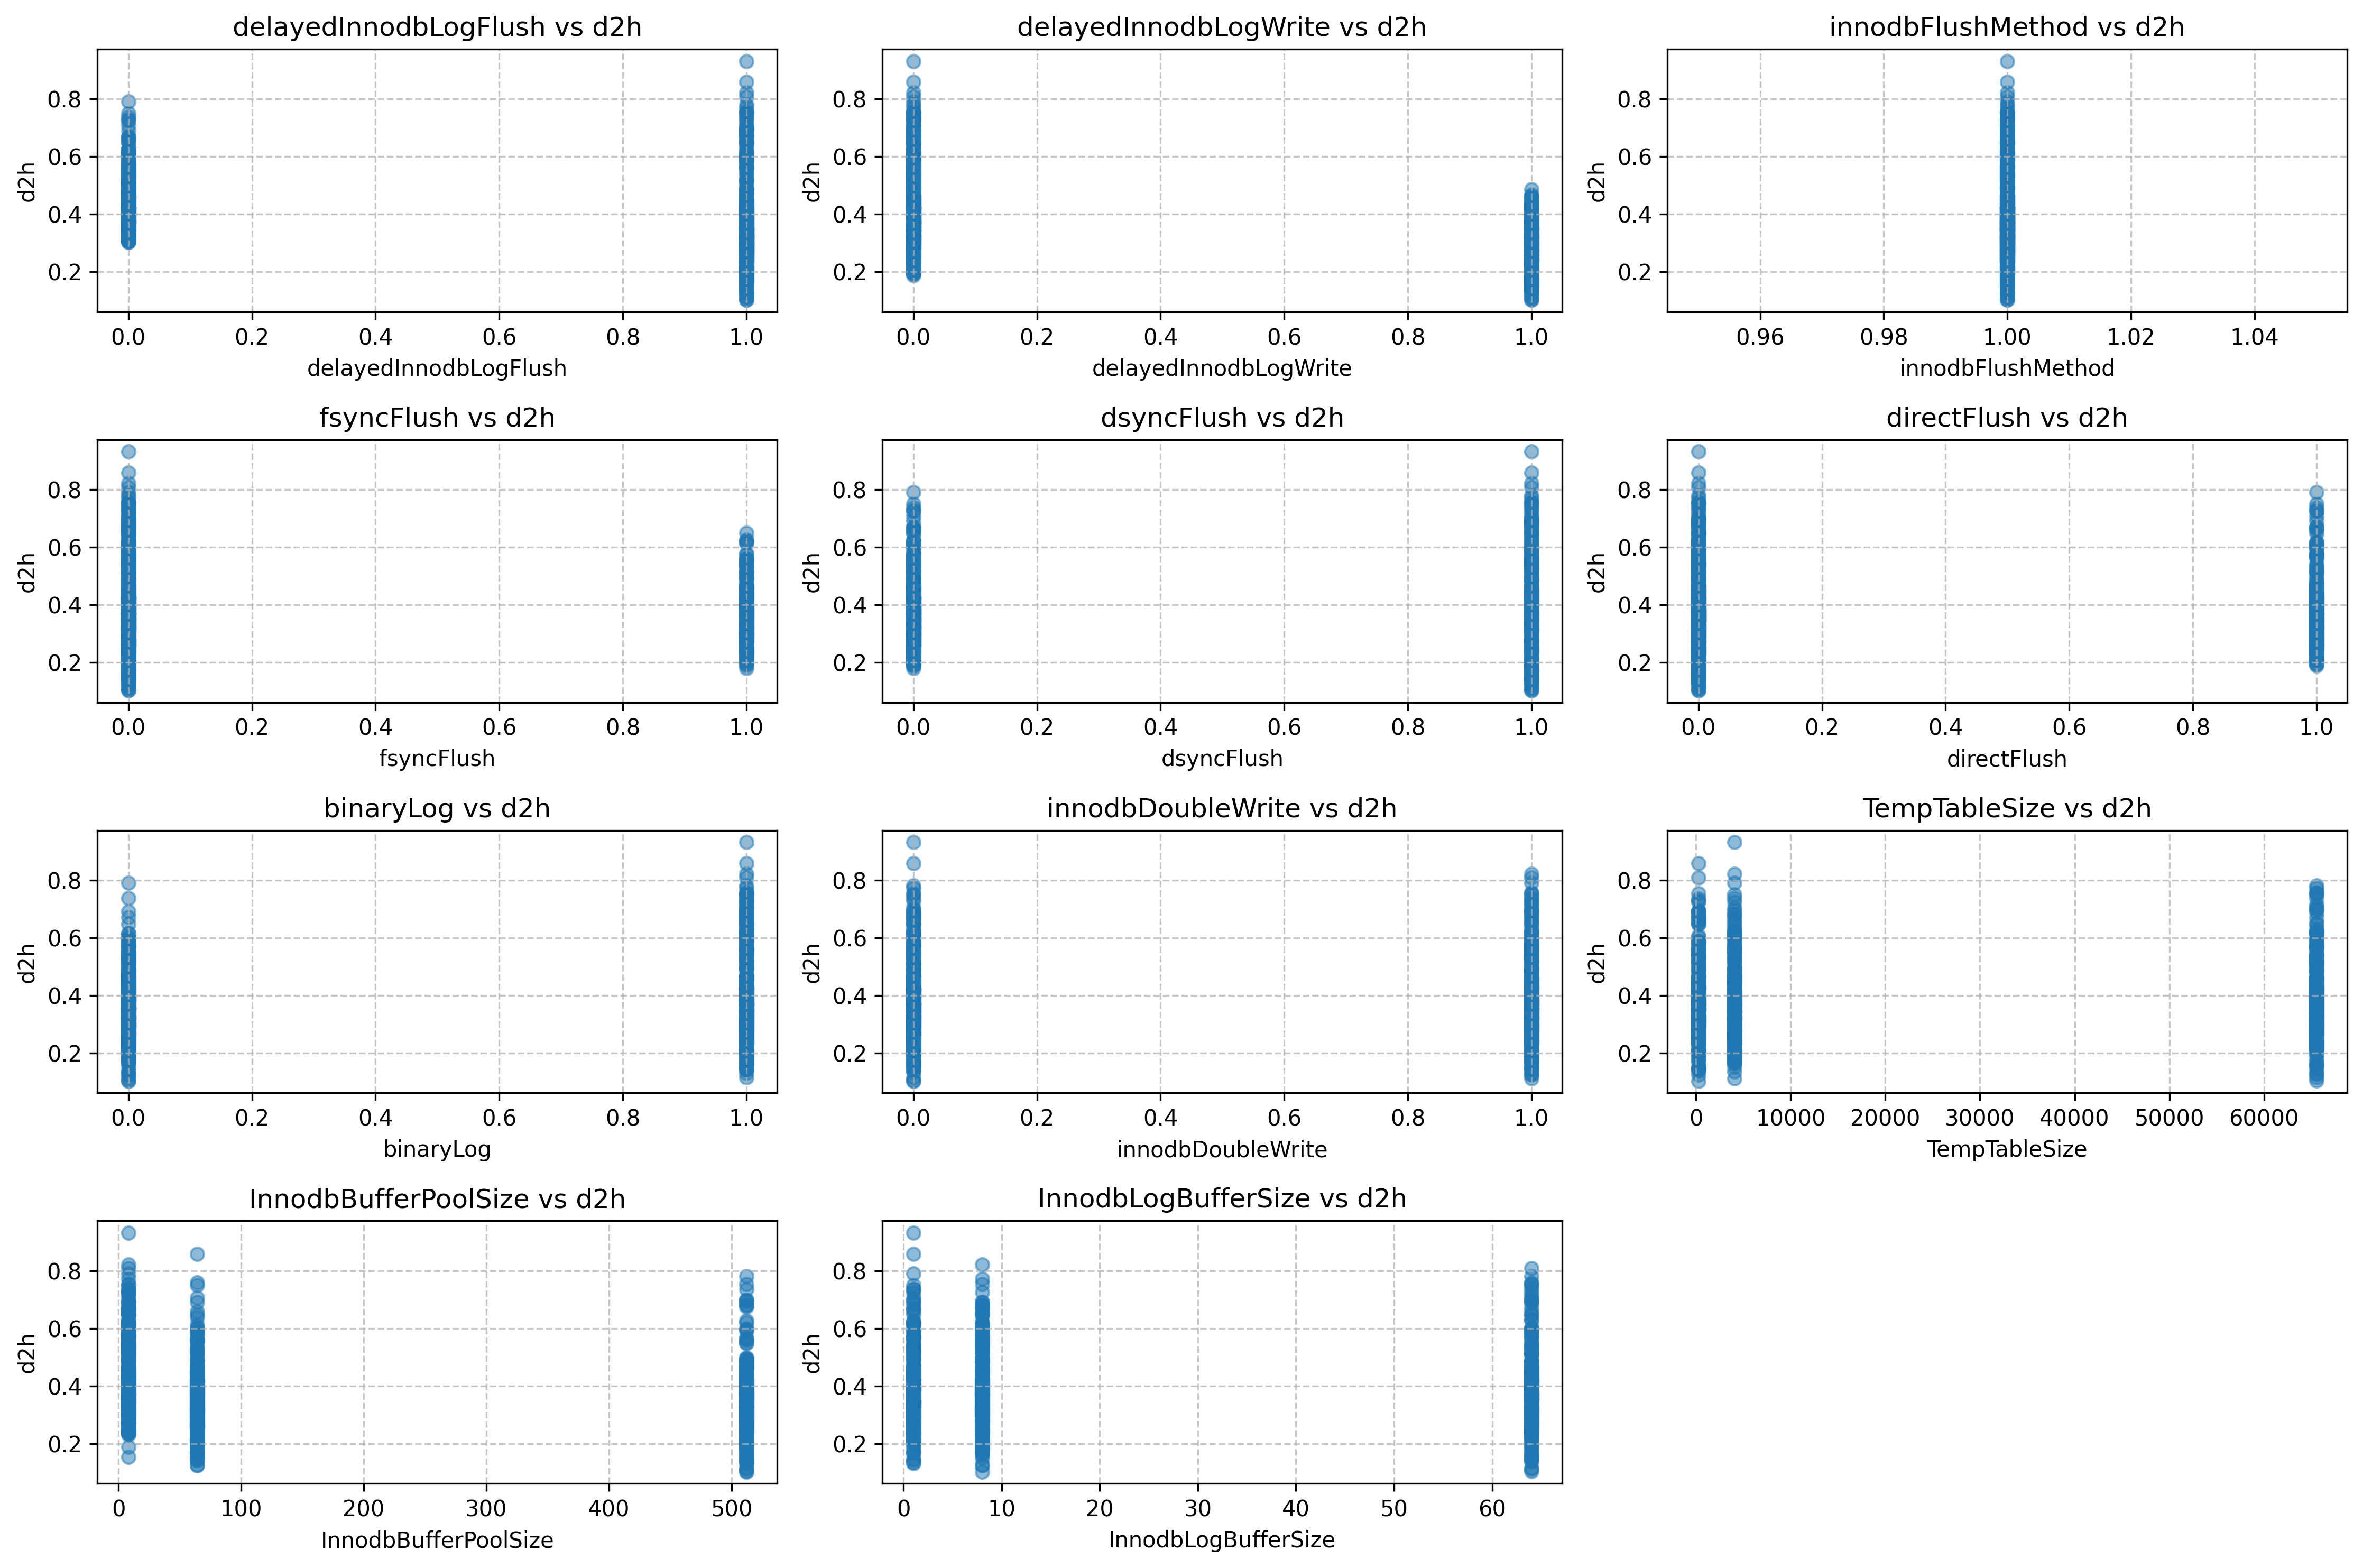 delayedInnodbLogFlush vs d2h
delayedInnodbLogWrite vs d2h
innodbFlushMethod vs d2h
d2h
0.8
0.6
0.4
0.2
0.0 0.2 0.4 0.6 0.8 1.0
delayedInnodbLogFlush
d2h
0.8
0.6
0.4
0.2
0.0 0.2 0.4 0.6 0.8 1.0
delayedInnodbLogWrite
d2h
0.8
0.6
0.4
0.2
0.96 0.98 1.00 1.02 1.04
innodbFlushMethod
fsyncFlush vs d2h
dsyncFlush vs d2h
directFlush vs d2h
d2h
0.8
0.6
0.4
0.2
0.0 0.2 0.4 0.6 0.8 1.0
fsyncFlush
d2h
0.8
0.6
0.4
0.2
0.0 0.2 0.4 0.6 0.8 1.0
dsyncFlush
d2h
0.8
0.6
0.4
0.2
0.0 0.2 0.4 0.6 0.8 1.0
directFlush
binaryLog vs d2h
innodbDoubleWrite vs d2h
TempTableSize vs d2h
d2h
0.8
0.6
0.4
0.2
0.0 0.2 0.4 0.6 0.8 1.0
binaryLog
d2h
0.8
0.6
0.4
0.2
0.0 0.2 0.4 0.6 0.8 1.0
innodbDoubleWrite
d2h
0.8
0.6
0.4
0.2
0 10000 20000 30000 40000 50000 60000
TempTableSize
InnodbBufferPoolSize vs d2h
InnodbLogBufferSize vs d2h
d2h
0.8
0.6
0.4
0.2
0 100 200 300 400 500
InnodbBufferPoolSize
d2h
0.8
0.6
0.4
0.2
0 10 20 30 40 50 60
InnodbLogBufferSize